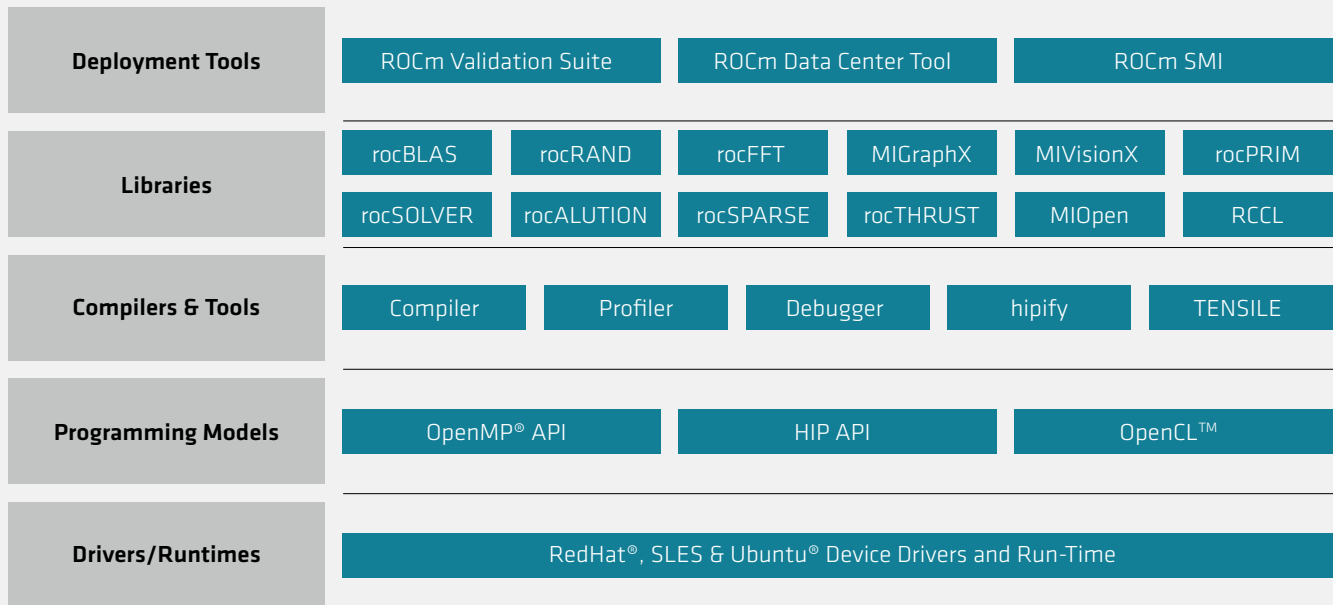 Deployment Tools
ROCm Validation Suite
ROCm Data Center Tool
ROCm SMI
Libraries
rocBLAS
rocRAND
rocFFT
MIGraphX
MIVisionX
rocPRIM
rocSOLVER
rocALUTION
rocSPARSE
rocTHRUST
MIOpen
RCCL
Compilers & Tools
Compiler
Profiler
Debugger
hipify
TENSILE
Programming Models
OpenMP® API
HIP API
OpenCL™
Drivers/Runtimes
RedHat®, SLES & Ubuntu® Device Drivers and Run-Time